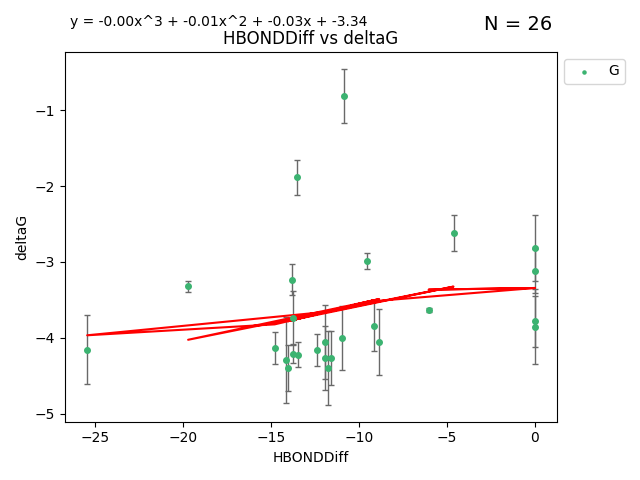 y = -0.00x^3 + -0.01x^2 + -0.03x + -3.34
N = 26
HBONDDiff vs deltaG
G
−1
−2
−3
−4
−5
deltaG
−25 −20 −15 −10 −5 0
HBONDDiff